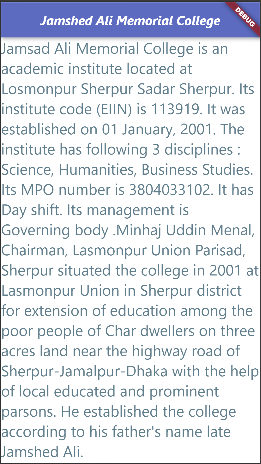 Jamshed Ali Memorial College
DEBUG
Jamsad Ali Memorial College is an
academic institute located at
Losmonpur Sherpur Sadar Sherpur. Its
institute code (EIIN) is 113919. It was
established on 01 January, 2001. The
institute has following 3 disciplines :
Science, Humanities, Business Studies.
Its MPO number is 3804033102. It has
Day shift. Its management is
Governing body .Minhaj Uddin Menal,
Chairman, Lasmonpur Union Parisad,
Sherpur situated the college in 2001 at
Lasmonpur Union in Sherpur district
for extension of education among the
poor people of Char dwellers on three
acres land near the highway road of
Sherpur-Jamalpur-Dhaka with the help
of local educated and prominent
parsons. He established the college
according to his father's name late
Jamshed Ali.